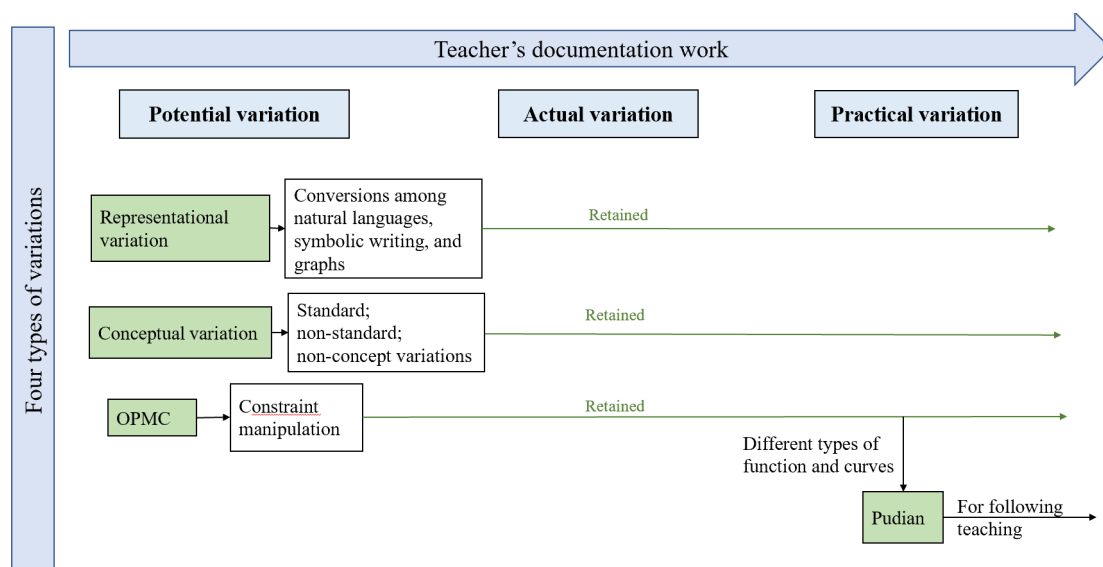 Teacher's documentation work
Four types of variations
Potential variation
Actual variation
Practical variation
Representational
variation
Conversions among
natural languages,
symbolic writing, and
graphs
Retained
Conceptual variation
Standard;
non-standard;
non-concept variations
Retained
OPMC
Constraint
manipulation
Retained
Different types of
function and curves
Pudian
For following
teaching